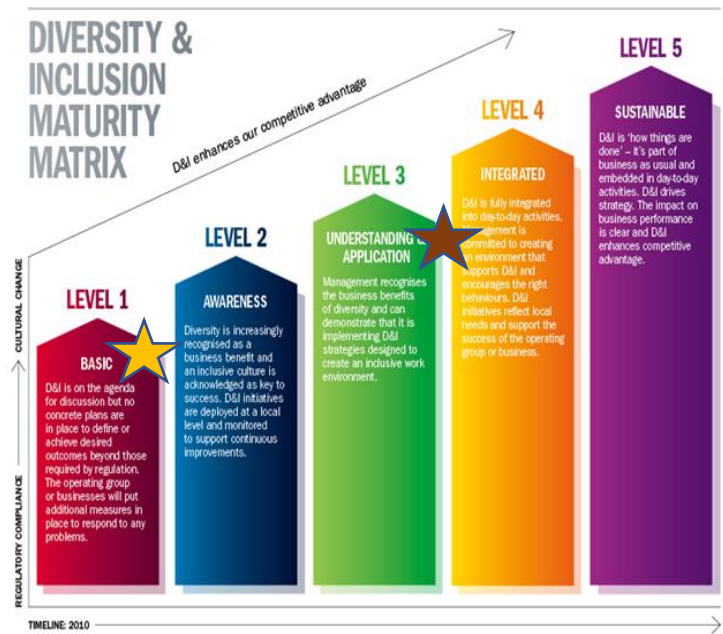 DIVERSITY &
INCLUSION
MATURITY
MATRIX
D&I enhances our competitive advantage
CULTURAL CHANGE
REGULATORY COMPLIANCE
LEVEL 1
BASIC
D&I is on the agenda
for discussion but no
concrete plans are
in place to define or
achieve desired
outcomes beyond those
required by regulation.
The operating group
or businesses will put
additional measures in
place to respond to any
problems.
LEVEL 2
AWARENESS
Diversity is increasingly
recognised as a
business benefit and
an inclusive culture is
acknowledged as key to
success. D&I initiatives
are deployed at a local
level and monitored
to support continuous
improvements.
LEVEL 3
UNDERSTANDING &
APPLICATION
Management recognises
the business benefits
of diversity and can
demonstrate that it is
implementing D&I
strategies designed to
create an inclusive work
environment.
LEVEL 4
INTEGRATED
D&I is fully integrated
into day-to-day activities.
is
committed to creating
an environment that
supports D&I and
encourages the right
behaviours. D&I
initiatives reflect local
needs and support the
success of the operating
group or business.
LEVEL 5
SUSTAINABLE
D&I is ‘how things are
done’ – it’s part of
business as usual and
embedded in day-to-day
activities. D&I drives
strategy. The impact on
business performance
is clear and D&I
enhances competitive
advantage.
TIMELINE: 2010